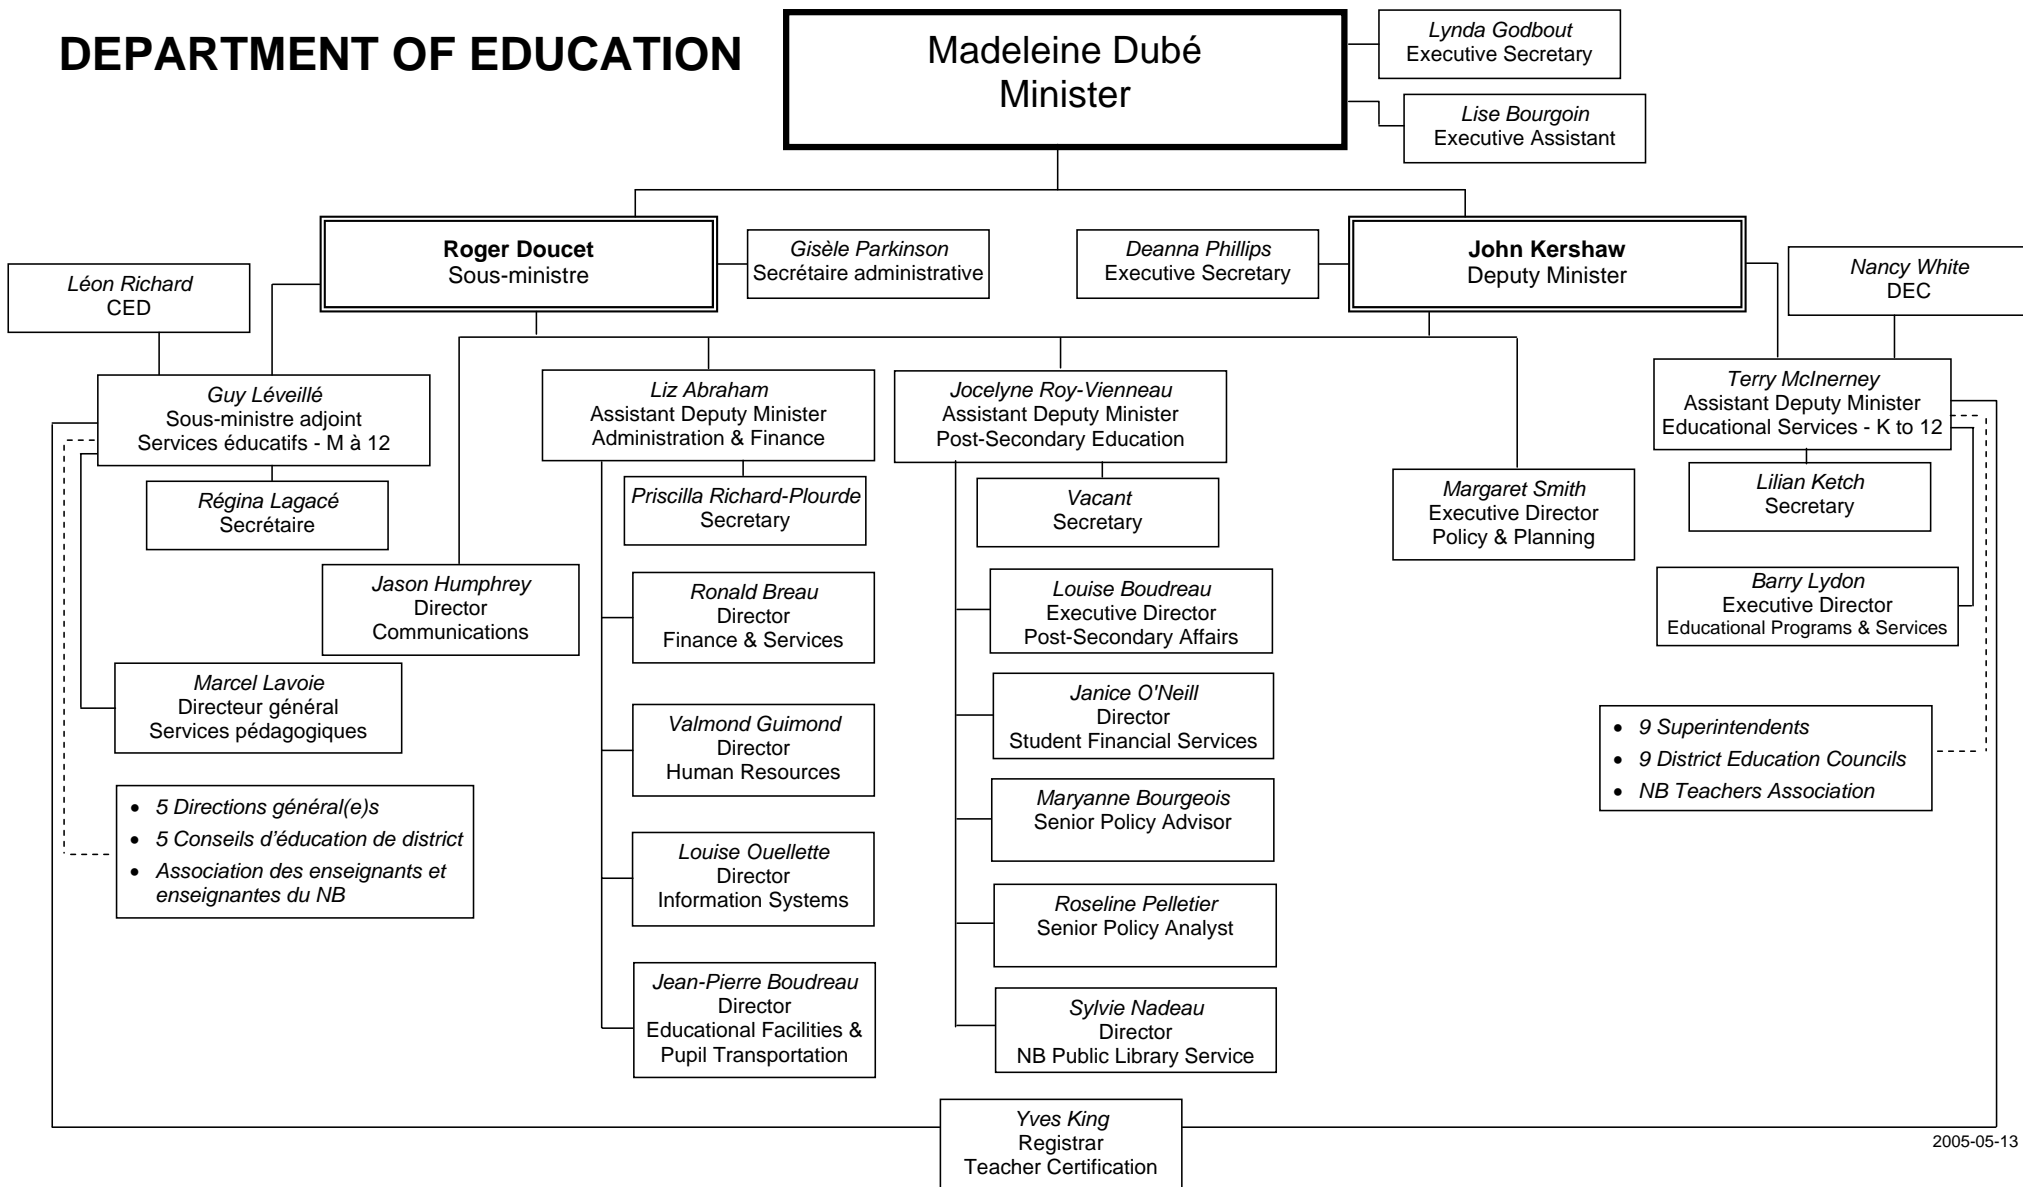 DEPARTMENT OF EDUCATION
Madeleine Dubé
Minister
Lynda Godbout
Executive Secretary
Lise Bourgoin
Executive Assistant
Roger Doucet
Sous-ministre
Gisèle Parkinson
Secrétaire administrative
Deanna Phillips
Executive Secretary
John Kershaw
Deputy Minister
Léon Richard
CED
Nancy White
DEC
Guy Léveillé
Sous-ministre adjoint
Services éducatifs - M à 12
Régina Lagacé
Secrétaire
Liz Abraham
Assistant Deputy Minister
Administration & Finance
Priscilla Richard-Plourde
Secretary
Jocelyne Roy-Vienneau
Assistant Deputy Minister
Post-Secondary Education
Vacant
Secretary
Margaret Smith
Executive Director
Policy & Planning
Terry McInerney
Assistant Deputy Minister
Educational Services - K to 12
Lilian Ketch
Secretary
Jason Humphrey
Director
Communications
Ronald Breau
Director
Finance & Services
Louise Boudreau
Executive Director
Post-Secondary Affairs
Barry Lydon
Executive Director
Educational Programs & Services
Marcel Lavoie
Directeur général
Services pédagogiques
Valmond Guimond
Director
Human Resources
Janice O'Neill
Director
Student Financial Services
• 9 Superintendents
• 9 District Education Councils
• NB Teachers Association
• 5 Directions général(e)s
• 5 Conseils d'éducation de district
• Association des enseignants et
enseignantes du NB
Louise Ouellette
Director
Information Systems
Maryanne Bourgeois
Senior Policy Advisor
Roseline Pelletier
Senior Policy Analyst
Jean-Pierre Boudreau
Director
Educational Facilities &
Pupil Transportation
Sylvie Nadeau
Director
NB Public Library Service
Yves King
Registrar
Teacher Certification
2005-05-13